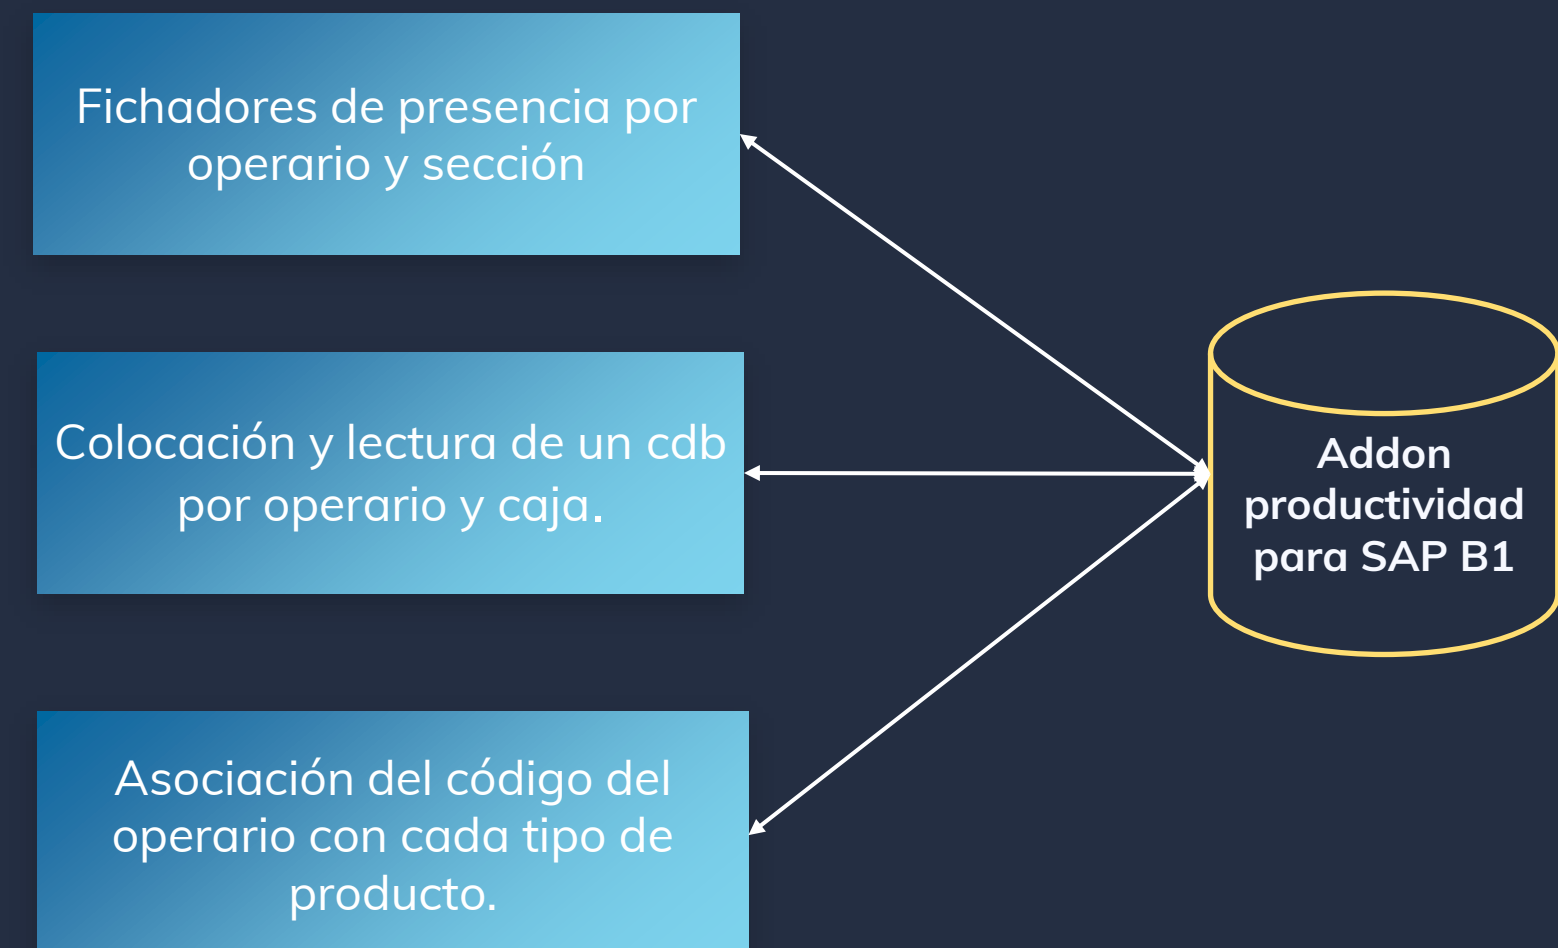 Fichadores de presencia por
operario y sección
Colocación y lectura de un cdb
por operario y caja.
Asociación del código del
operario con cada tipo de
producto.
Addon
productividad
para SAP B1